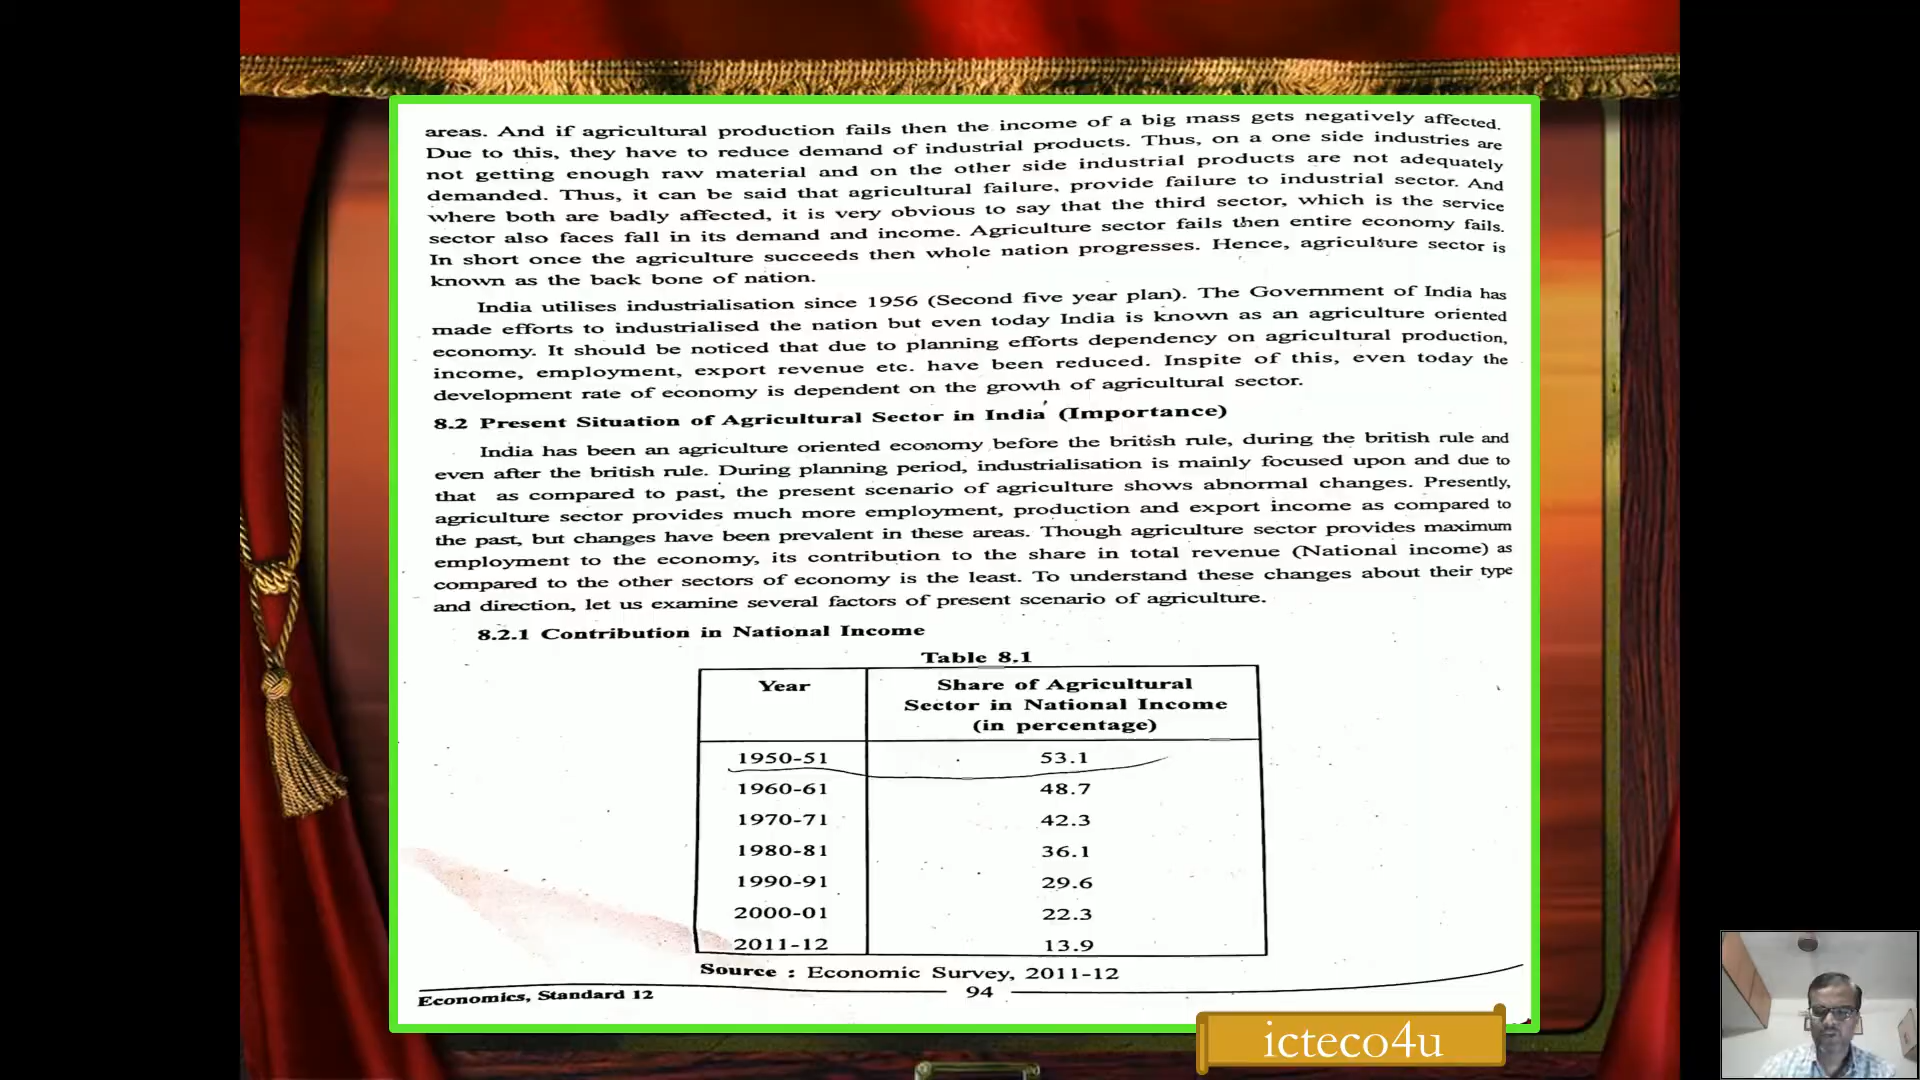 areas. And if agricultural production fails then the income of a big mass gets negatively affected.
Due to this, they have to reduce demand of industrial products. Thus, on a one side industries are
not getting enough raw material and on the other side industrial products are not adequately
demanded. Thus, it can be said that agricultural failure, provide failure to industrial sector. And
where both are badly affected, it is very obvious to say that the third sector, which is the service
sector also faces fall in its demand and income. Agriculture sector fails then entire economy fails.
In short once the agriculture succeeds then whole nation progresses. Hence, agriculture sector is
known as the back bone of nation.
India utilises industrialisation since 1956 (Second five year plan). The Government of India has
made efforts to industrialised the nation but even today India is known as an agriculture oriented
economy. It should be noticed that due to planning efforts dependency on agricultural production,
income, employment, export revenue etc. have been reduced. Inspite of this, even today the
development rate of economy is dependent on the growth of agricultural sector.
8.2 Present Situation of Agricultural Sector in India (Importance)
India has been an agriculture oriented economy before the british rule, during the british rule and
even after the british rule. During planning period, industrialisation is mainly focused upon and due to
that as compared to past, the present scenario of agriculture shows abnormal changes. Presently,
agriculture sector provides much more employment, production and export income as compared to
the past, but changes have been prevalent in these areas. Though agriculture sector provides maximum
employment to the economy, its contribution to the share in total revenue (National income) as
compared to the other sectors of economy is the least. To understand these changes about their type
and direction, let us examine several factors of present scenario of agriculture.
8.2.1 Contribution in National Income
Table 8.1
Year Share of Agricultural
Sector in National Income
(in percentage)
1950-51 53.1
1960-61 48.7
1970-71 42.3
1980-81 36.1
1990-91 29.6
2000-01 22.3
2011-12 13.9
Source : Economic Survey, 2011-12
Economics, Standard 12 94
icteco4u